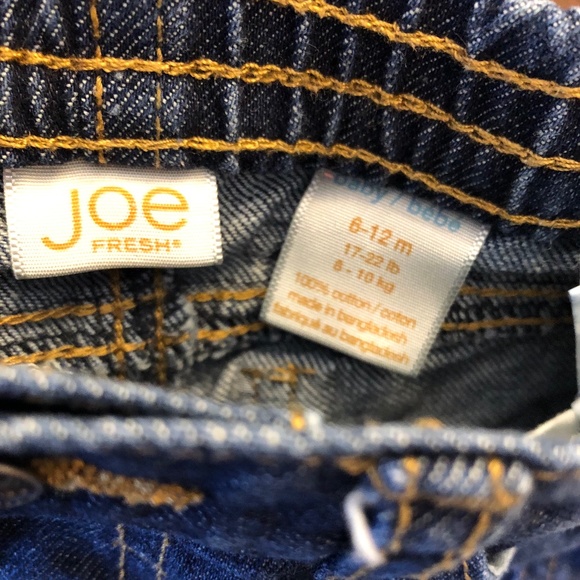 joe
FRESH®
baby / bébé
6-12 m
17-22 lb
8 - 10 kg
100% cotton / coton
made in bangladesh
fabriqué au bangladesh